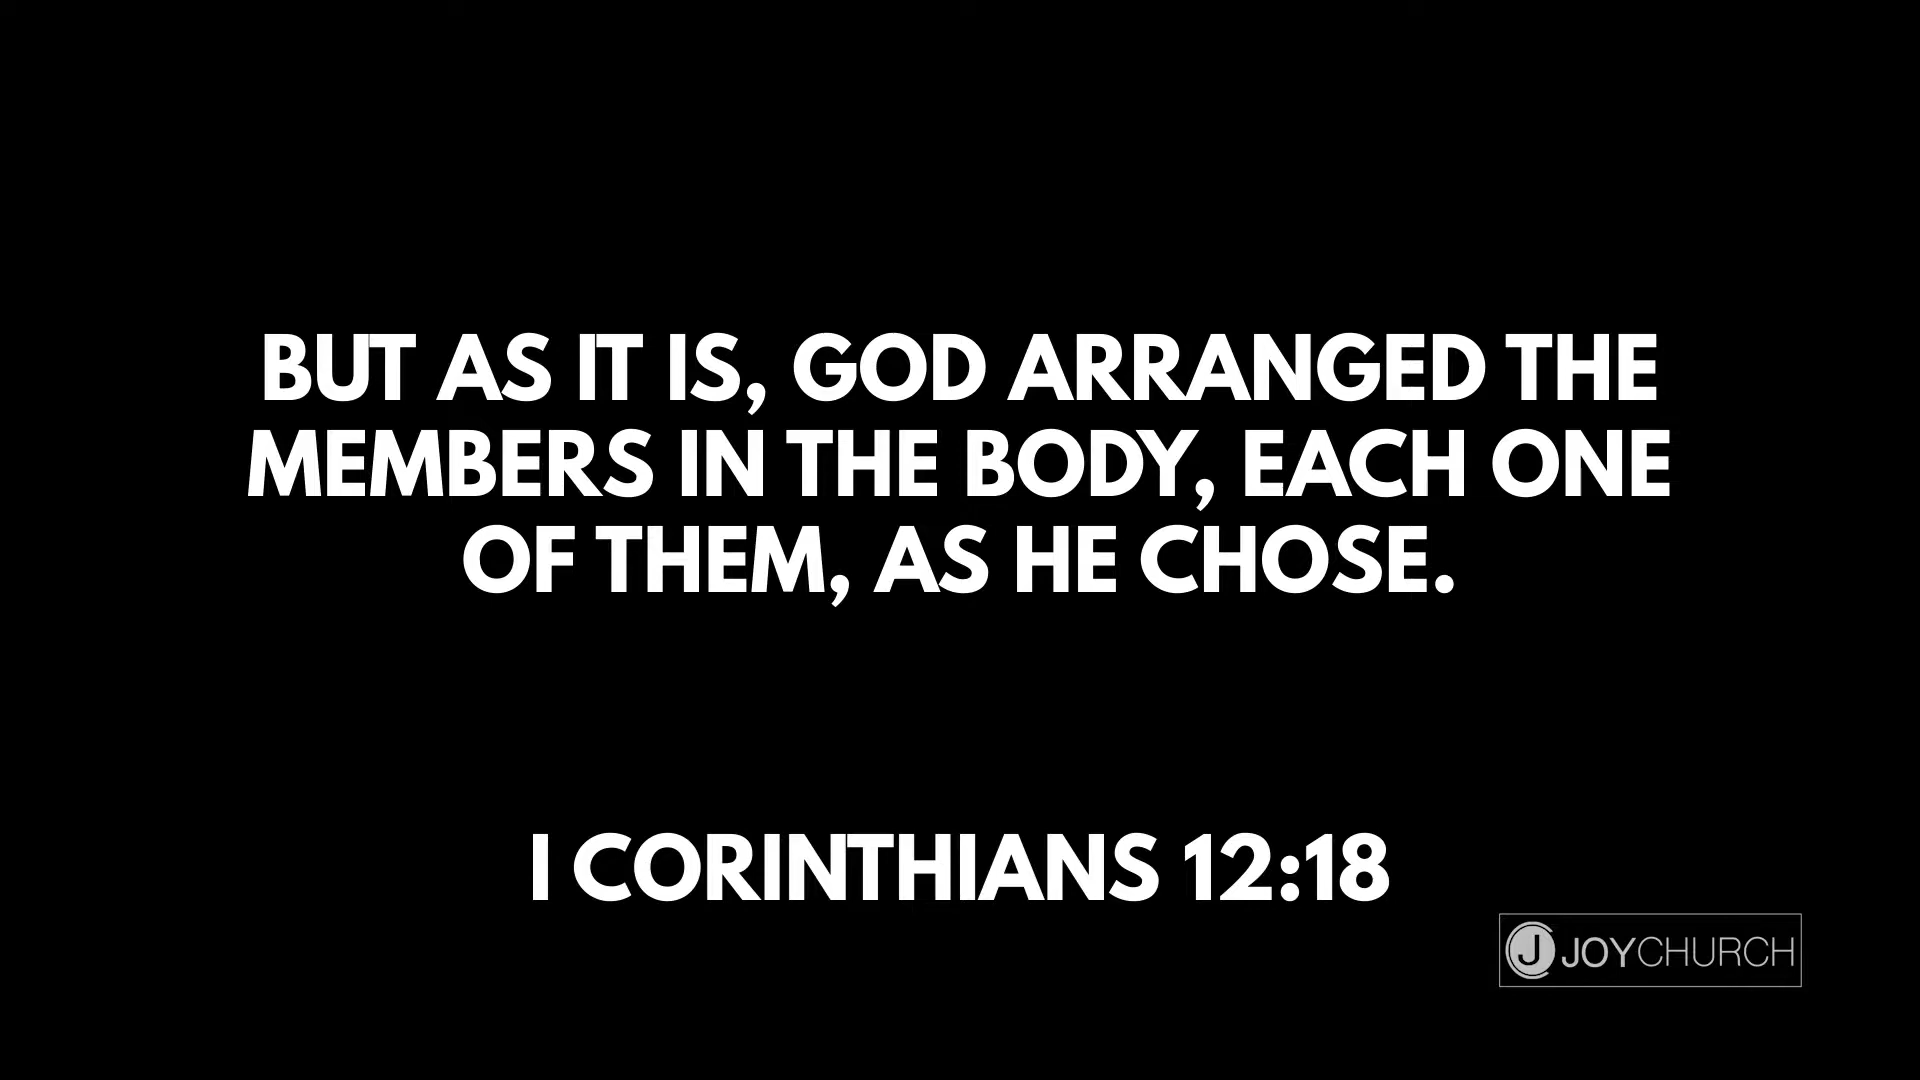 BUT AS IT IS, GOD ARRANGED THE
MEMBERS IN THE BODY, EACH ONE
OF THEM, AS HE CHOSE.
I CORINTHIANS 12:18
J JOYCHURCH